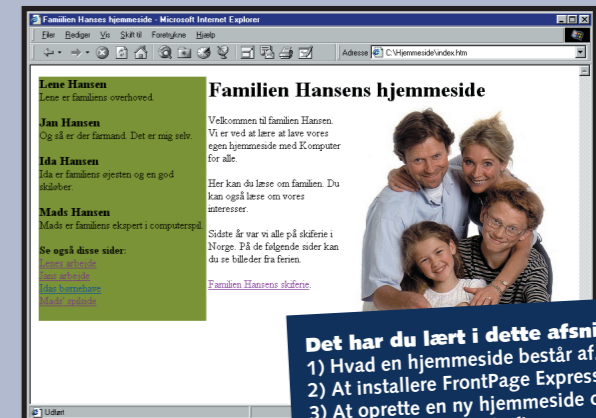 Familien Hanses hjemmeside - Microsoft Internet Explorer
Filer Rediger Vis Skift til Foretrukne Hjælp
Adresse C:\Hjemmeside\index.htm
Lene Hansen
Lene er familiens overhoved.
Jan Hansen
Og så er der farmand. Det er mig selv.
Ida Hansen
Ida er familiens øjesten og en god
skiløber.
Mads Hansen
Mads er familiens ekspert i computerspil.
Se også disse sider:
Lenes arbejde
Jans arbejde
Idas børnehave
Mads' spilside
Familien Hansens hjemmeside
Velkommen til familien Hansen.
Vi er ved at lære at lave vores
egen hjemmeside med Komputer
for alle.
Her kan du læse om familien. Du
kan også læse om vores
interesser.
Sidste år var vi alle på skiferie i
Norge. På de følgende sider kan
du se billeder fra ferien.
Familien Hansens skiferie.
Udført
Det har du lært i dette afsni
1) Hvad en hjemmeside består af.
2) At installere FrontPage Express
3) At oprette en ny hjemmeside o